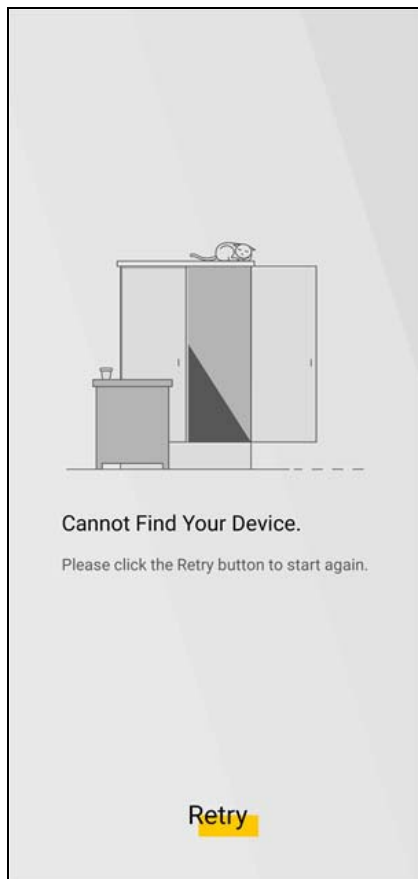 Cannot Find Your Device.
Please click the Retry button to start again.
Retry